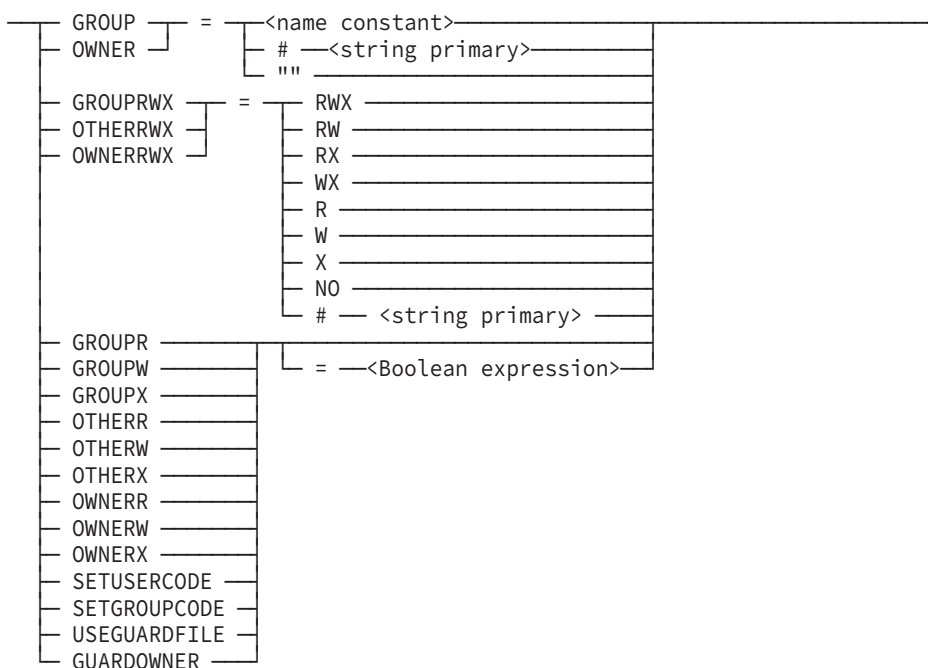 GROUP = <name constant>
OWNER # <string primary>
""
GROUPRWX = RWX
OTHERRWX RW
OWNERRWX RX
WX
R
W
X
NO
# <string primary>
GROUPR
GROUPW = <Boolean expression>
GROUPX
OTHERR
OTHERW
OTHERX
OWNERR
OWNERW
OWNERX
SETUSERCODE
SETGROUPCODE
USEGUARDFILE
GUARDOWNER